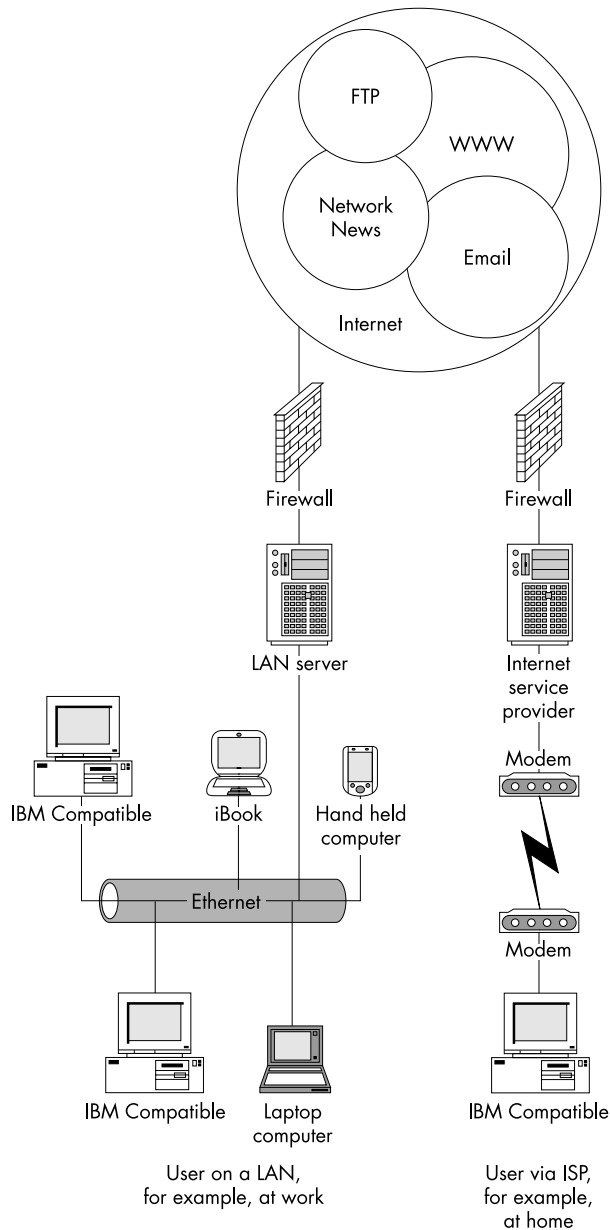 FTP
WWW
Network
News
Email
Internet
Firewall
Firewall
LAN server
Internet
service
provider
Modem
IBM Compatible
iBook
Hand held
computer
Ethernet
Modem
IBM Compatible
Laptop
computer
IBM Compatible
User on a LAN,
for example, at work
User via ISP,
for example,
at home